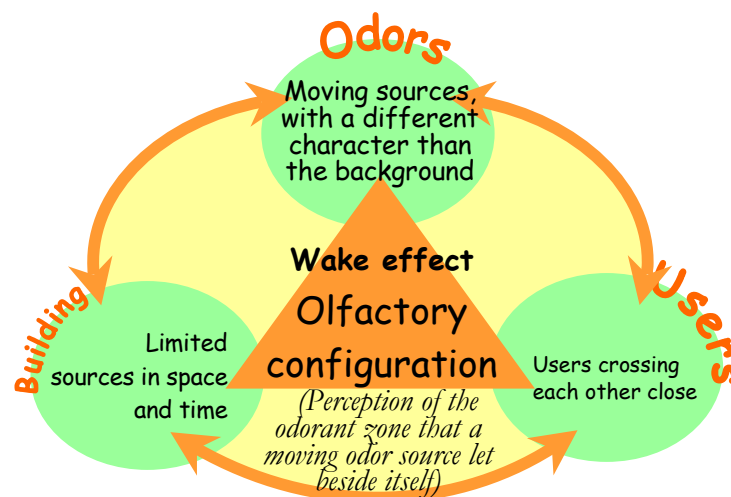 Odors
Moving sources,
with a different
character than
the background
Wake effect
Olfactory
configuration
(Perception of the
odorant zone that a
moving odor source let
beside itself)
Building
Limited
sources in space
and time
Users
Users crossing
each other close